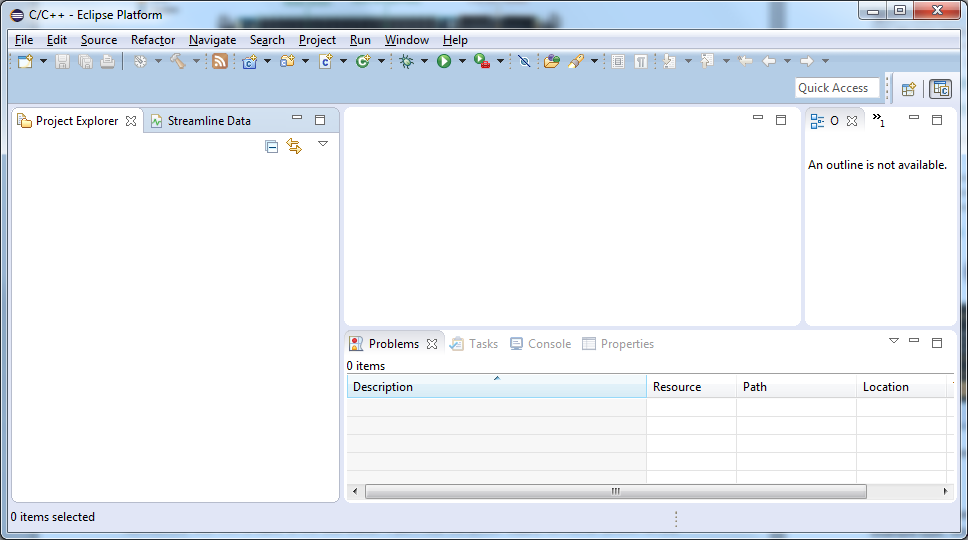 C/C++ - Eclipse Platform
File Edit Source Refactor Navigate Search Project Run Window Help
Quick Access
Project Explorer Streamline Data
O »1
An outline is not available.
Problems Tasks Console Properties
0 items
Description Resource Path Location
0 items selected